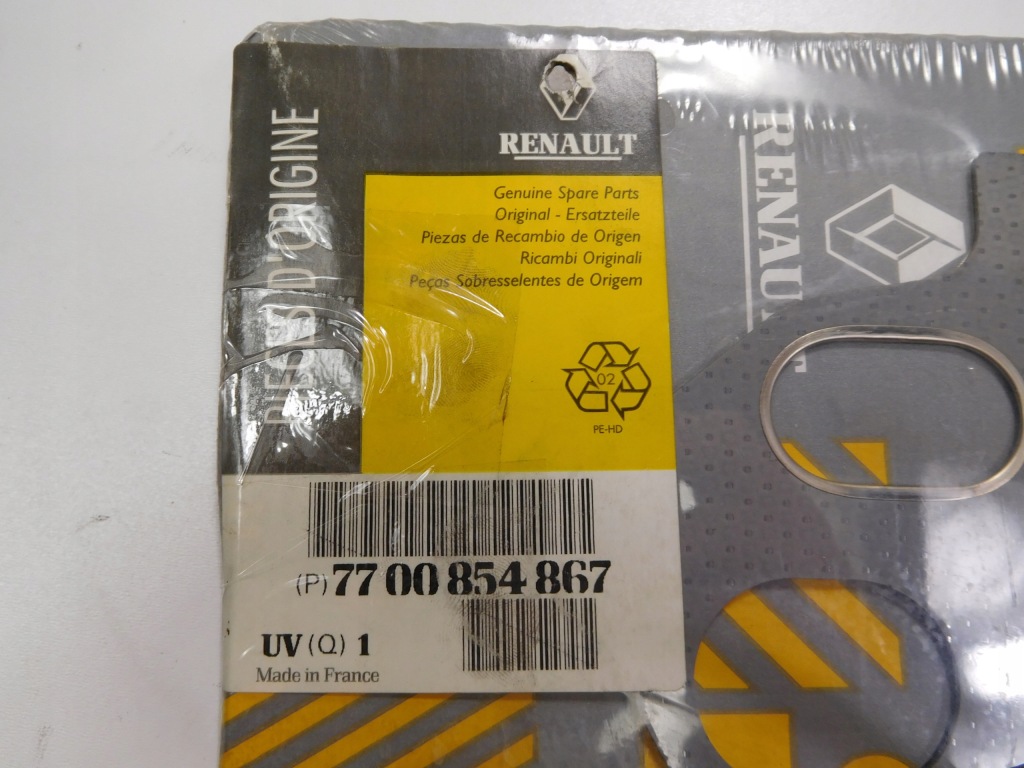 RENAULT
D'ORIGINE
Genuine Spare Parts
Original - Ersatzteile
Piezas de Recambio de Origen
Ricambi Originali
Peças Sobresselentes de Origem
02
PE-HD
(P) 77 00 854 867
UV (Q) 1
Made in France
RENAULT